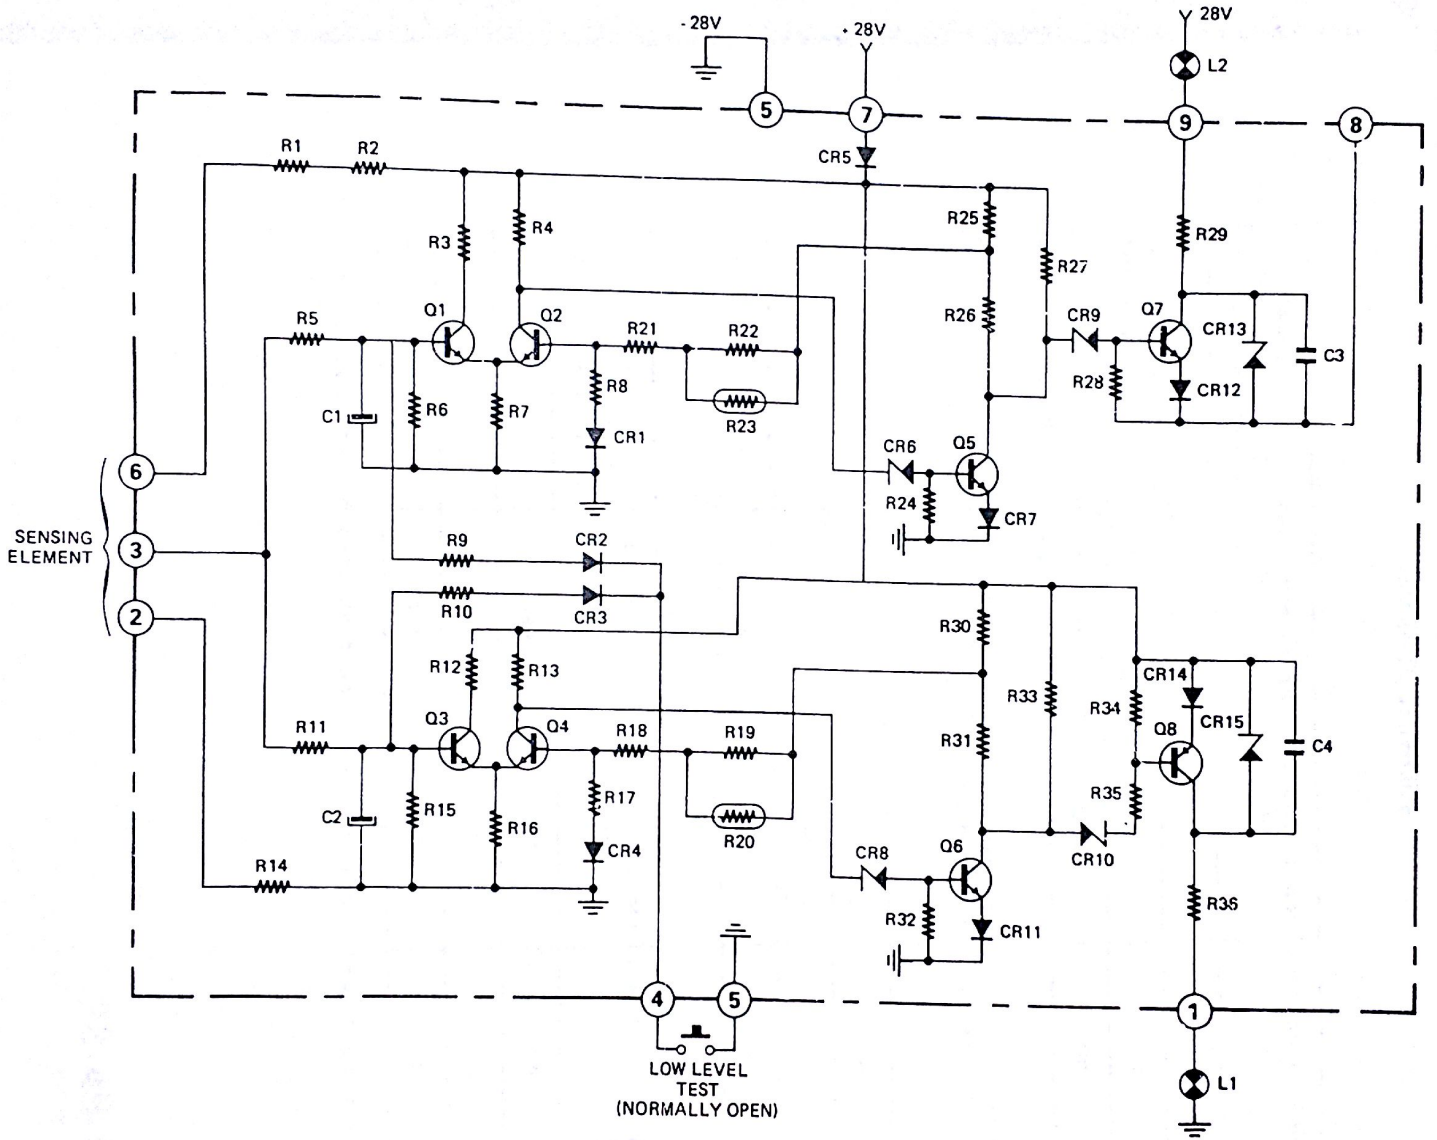 - 28V
+ 28V
28V
L2
5
7
9
8
R1
R2
CR5
R3
R4
R25
R29
R27
R5
Q1
Q2
R21
R22
R26
CR9
Q7
CR13
C3
R8
R28
CR12
C1
R6
R7
CR1
R23
6
CR6
Q5
R24
CR7
SENSING
ELEMENT
3
R9
CR2
2
R10
CR3
R12
R13
R30
CR14
R33
R34
CR15
R11
Q3
Q4
R18
R19
R31
Q8
C4
R17
R35
C2
R15
R16
R20
CR4
R14
CR8
Q6
CR10
R32
CR11
R36
4
5
1
LOW LEVEL
TEST
(NORMALLY OPEN)
L1